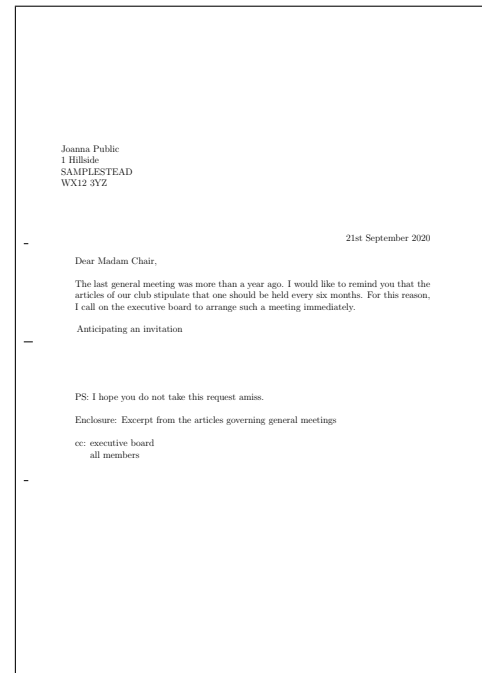 Joanna Public
1 Hillside
SAMPLESTEAD
WX12 3YZ
21st September 2020
Dear Madam Chair,
The last general meeting was more than a year ago. I would like to remind you that the
articles of our club stipulate that one should be held every six months. For this reason,
I call on the executive board to arrange such a meeting immediately.
Anticipating an invitation
PS: I hope you do not take this request amiss.
Enclosure: Excerpt from the articles governing general meetings
cc: executive board
all members